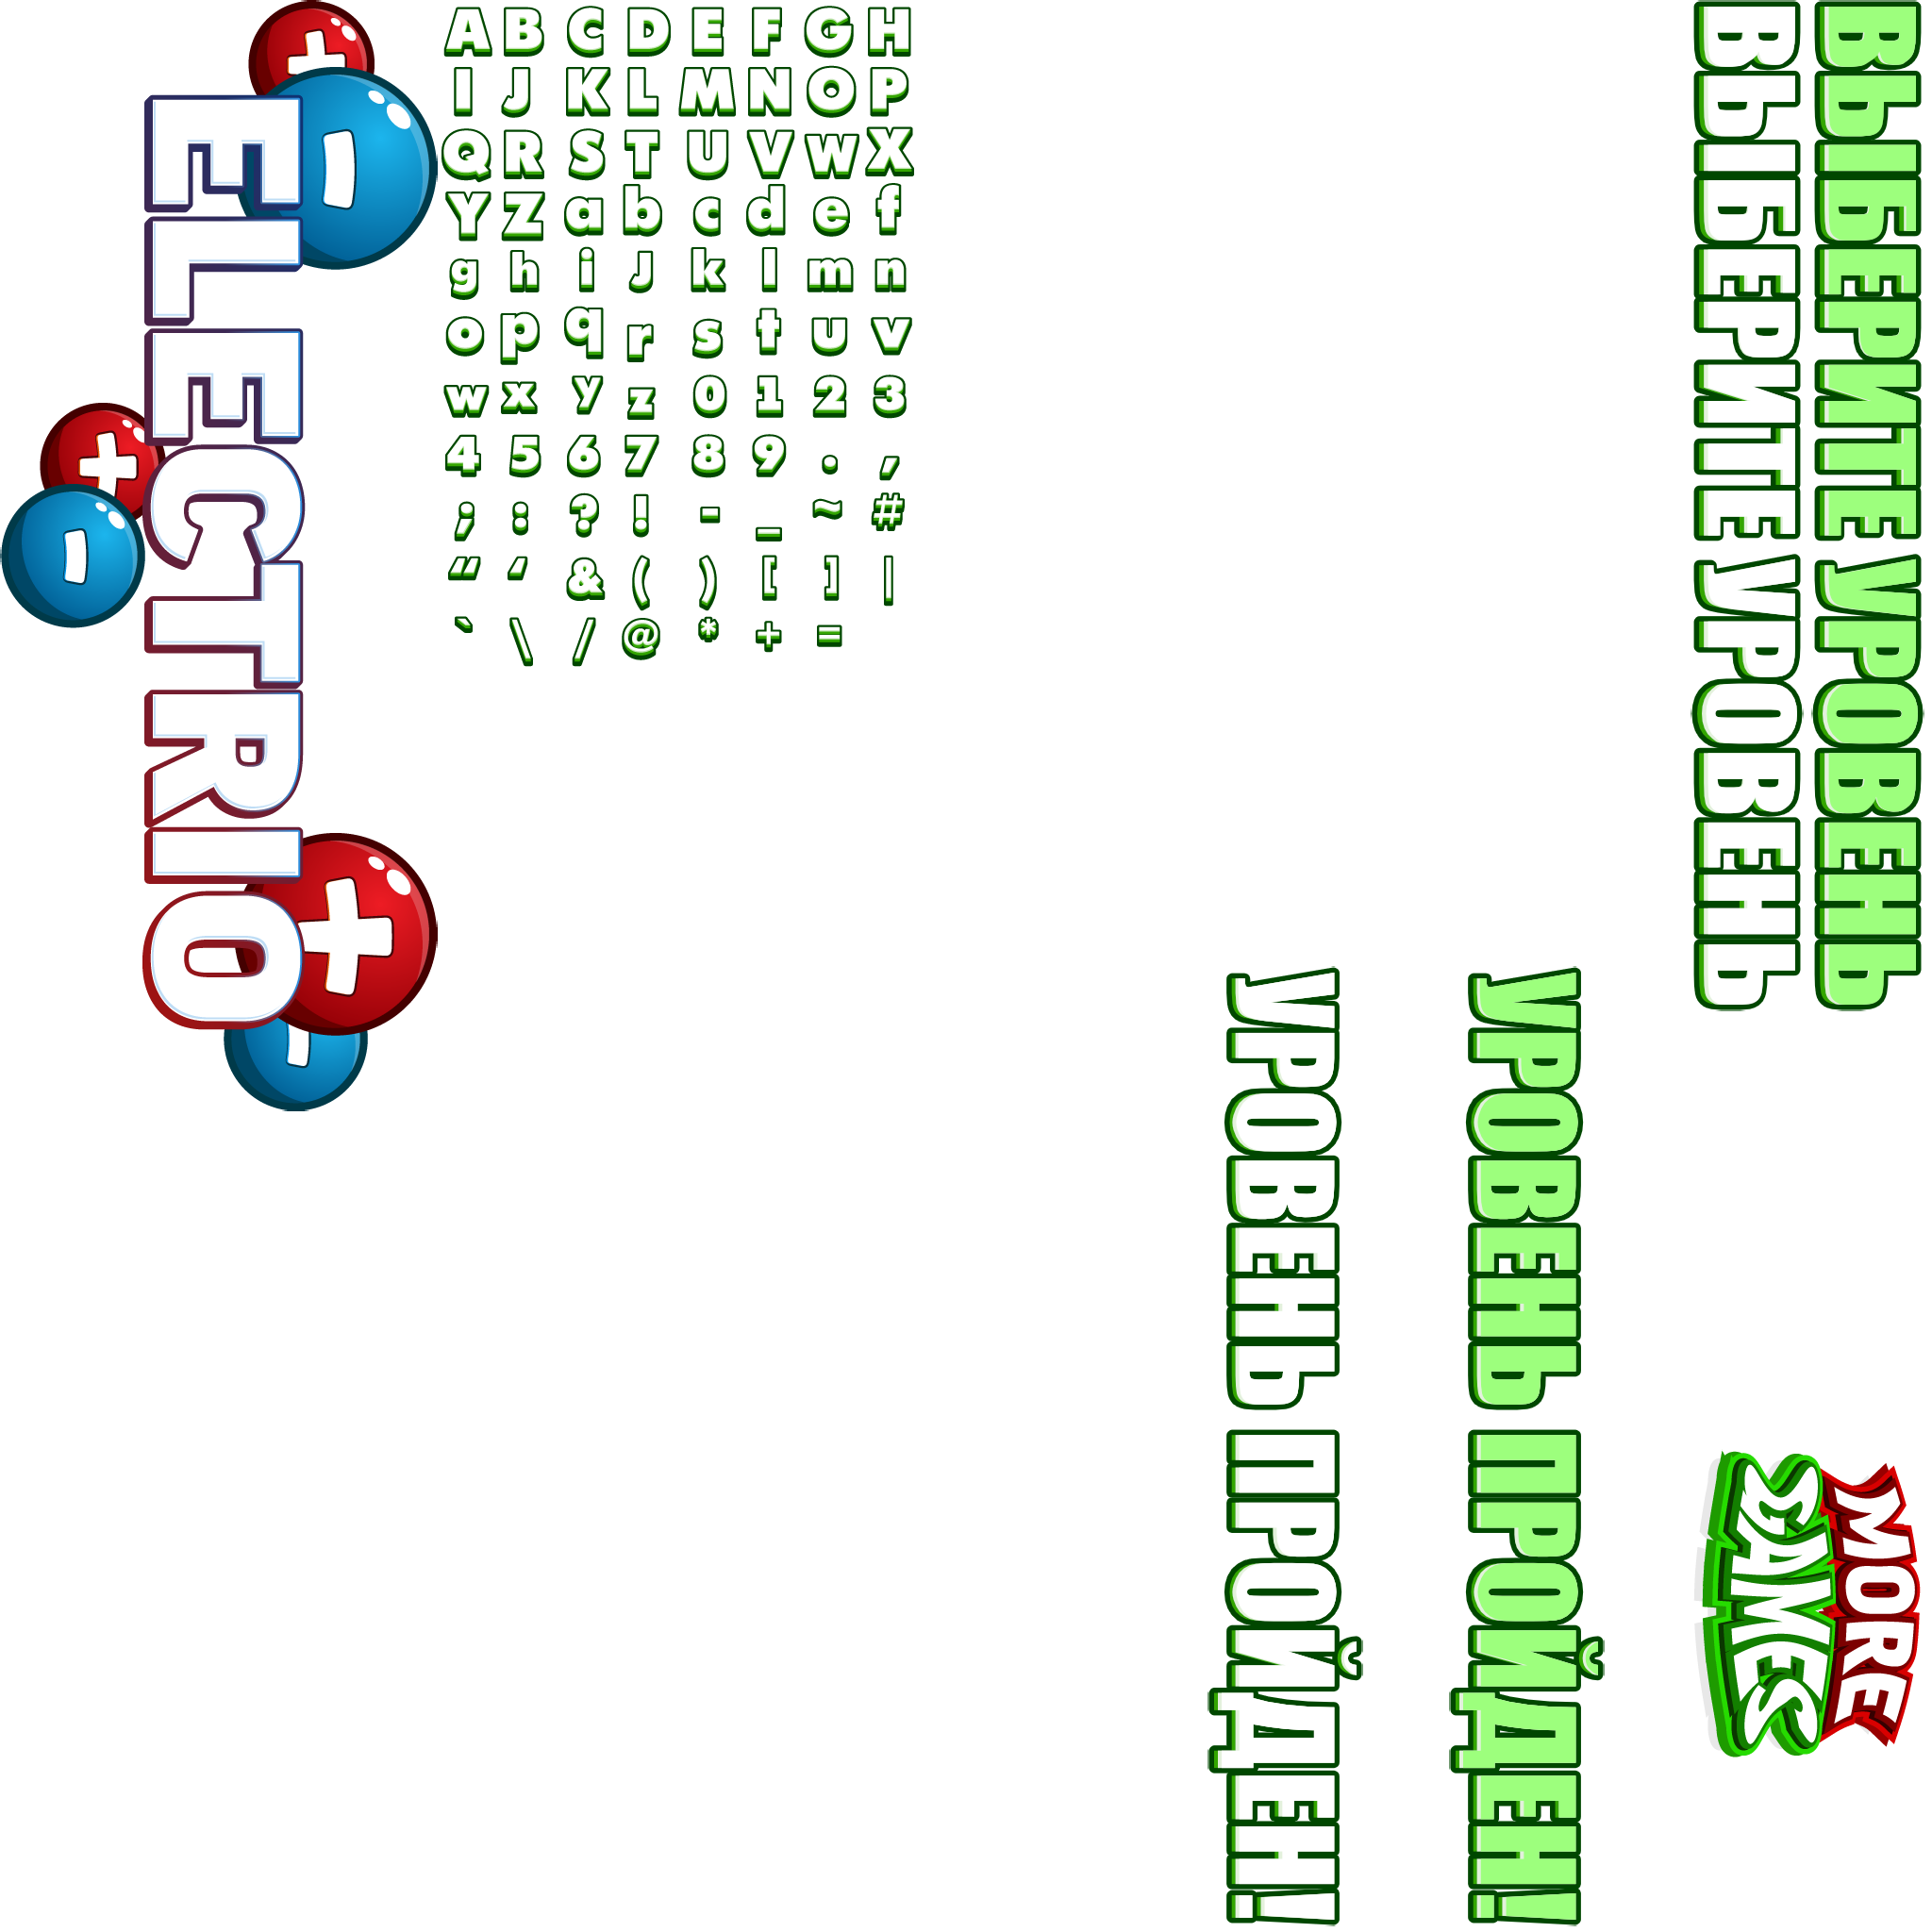 ELECTRIO
A B C D E F G H
I J K L M N O P
Q R S T U V W X
Y Z a b c d e f
g h i J k l m n
o p q r s t u v
w x y z 0 1 2 3
4 5 6 7 8 9 . ,
; : ? ! - _ ~ #
“ ‘ & ( ) [ ] |
` \ / @ * + =
ВЫБЕРИТЕ УРОВЕНЬ
ВЫБЕРИТЕ УРОВЕНЬ
УРОВЕНЬ ПРОЙДЕН!
УРОВЕНЬ ПРОЙДЕН!
MORE
GAMES